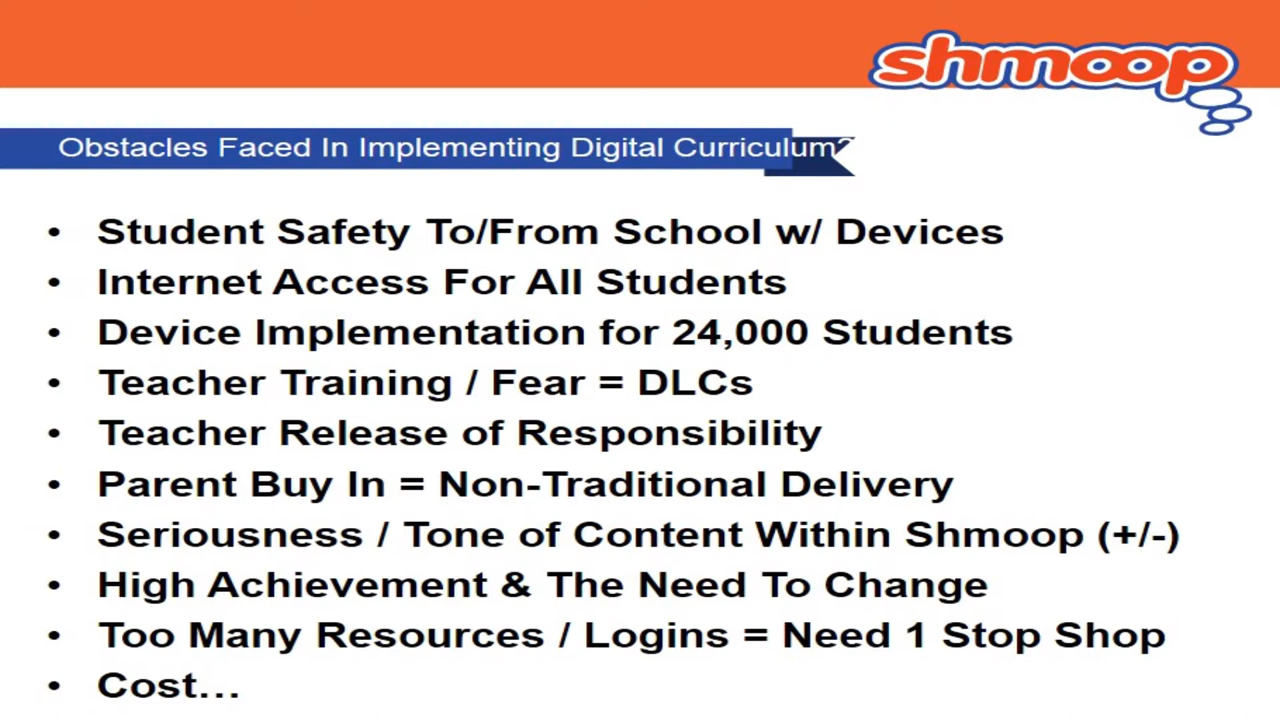 shmoop
Obstacles Faced In Implementing Digital Curriculum?
• Student Safety To/From School w/ Devices
• Internet Access For All Students
• Device Implementation for 24,000 Students
• Teacher Training / Fear = DLCs
• Teacher Release of Responsibility
• Parent Buy In = Non-Traditional Delivery
• Seriousness / Tone of Content Within Shmoop (+/-)
• High Achievement & The Need To Change
• Too Many Resources / Logins = Need 1 Stop Shop
• Cost…